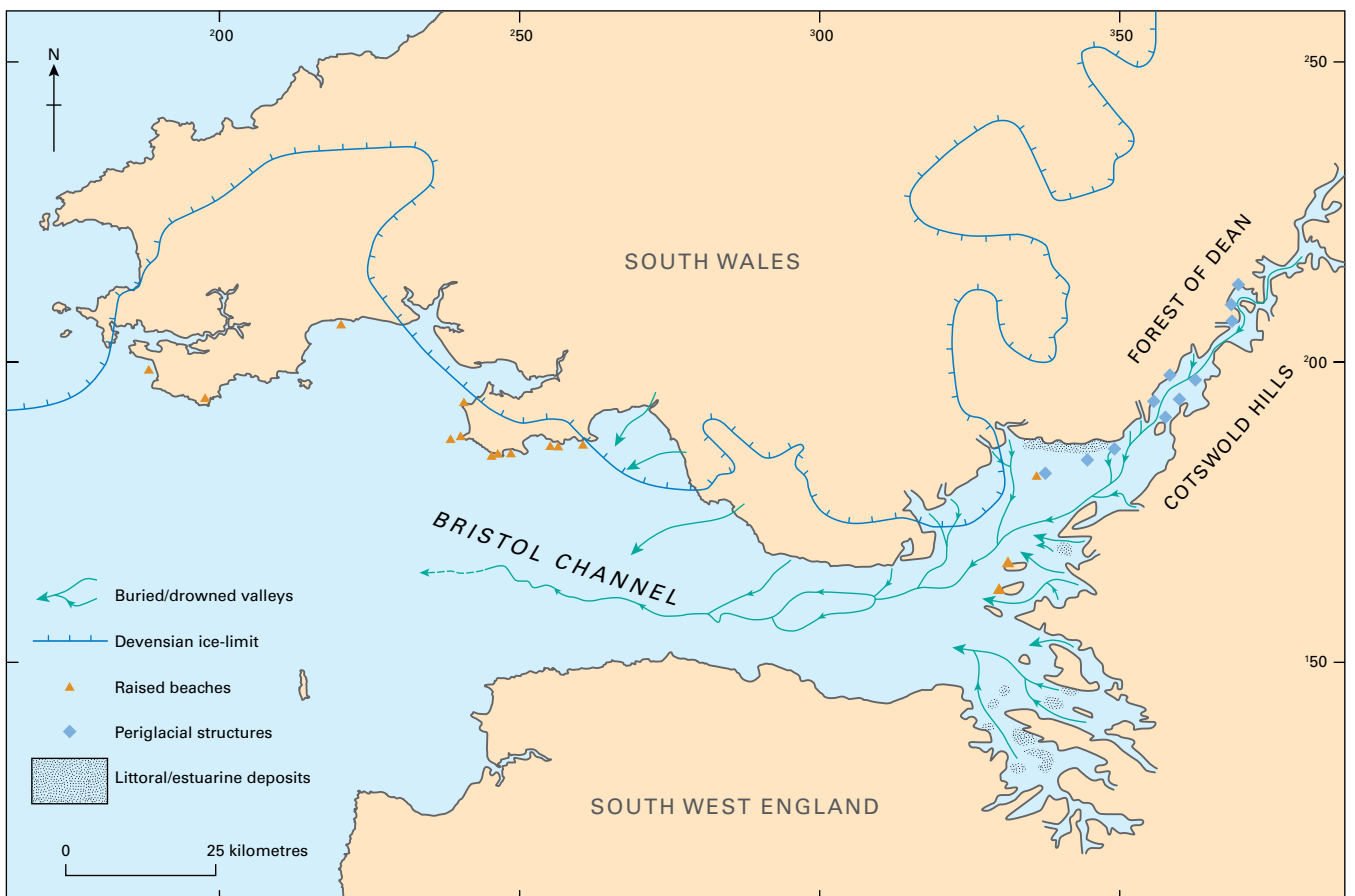 ²00
²50
³00
³50
N
²50
SOUTH WALES
FOREST OF DEAN
200
COTSWOLD HILLS
BRISTOL CHANNEL
Buried/drowned valleys
Devensian ice-limit
150
Raised beaches
Periglacial structures
Littoral/estuarine deposits
SOUTH WEST ENGLAND
0
25 kilometres